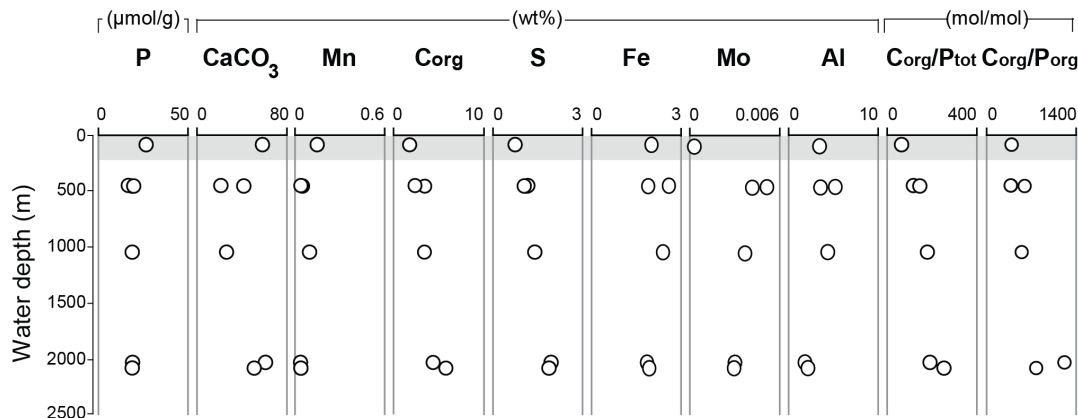 (μmol/g) (wt%) (mol/mol)
P CaCO3 Mn Corg S Fe Mo Al Corg/Ptot Corg/Porg
0 50 0 80 0 0.6 0 10 0 3 0 3 0 0.006 0 10 0 400 0 1400
0
500
1000
1500
2000
2500
Water depth (m)